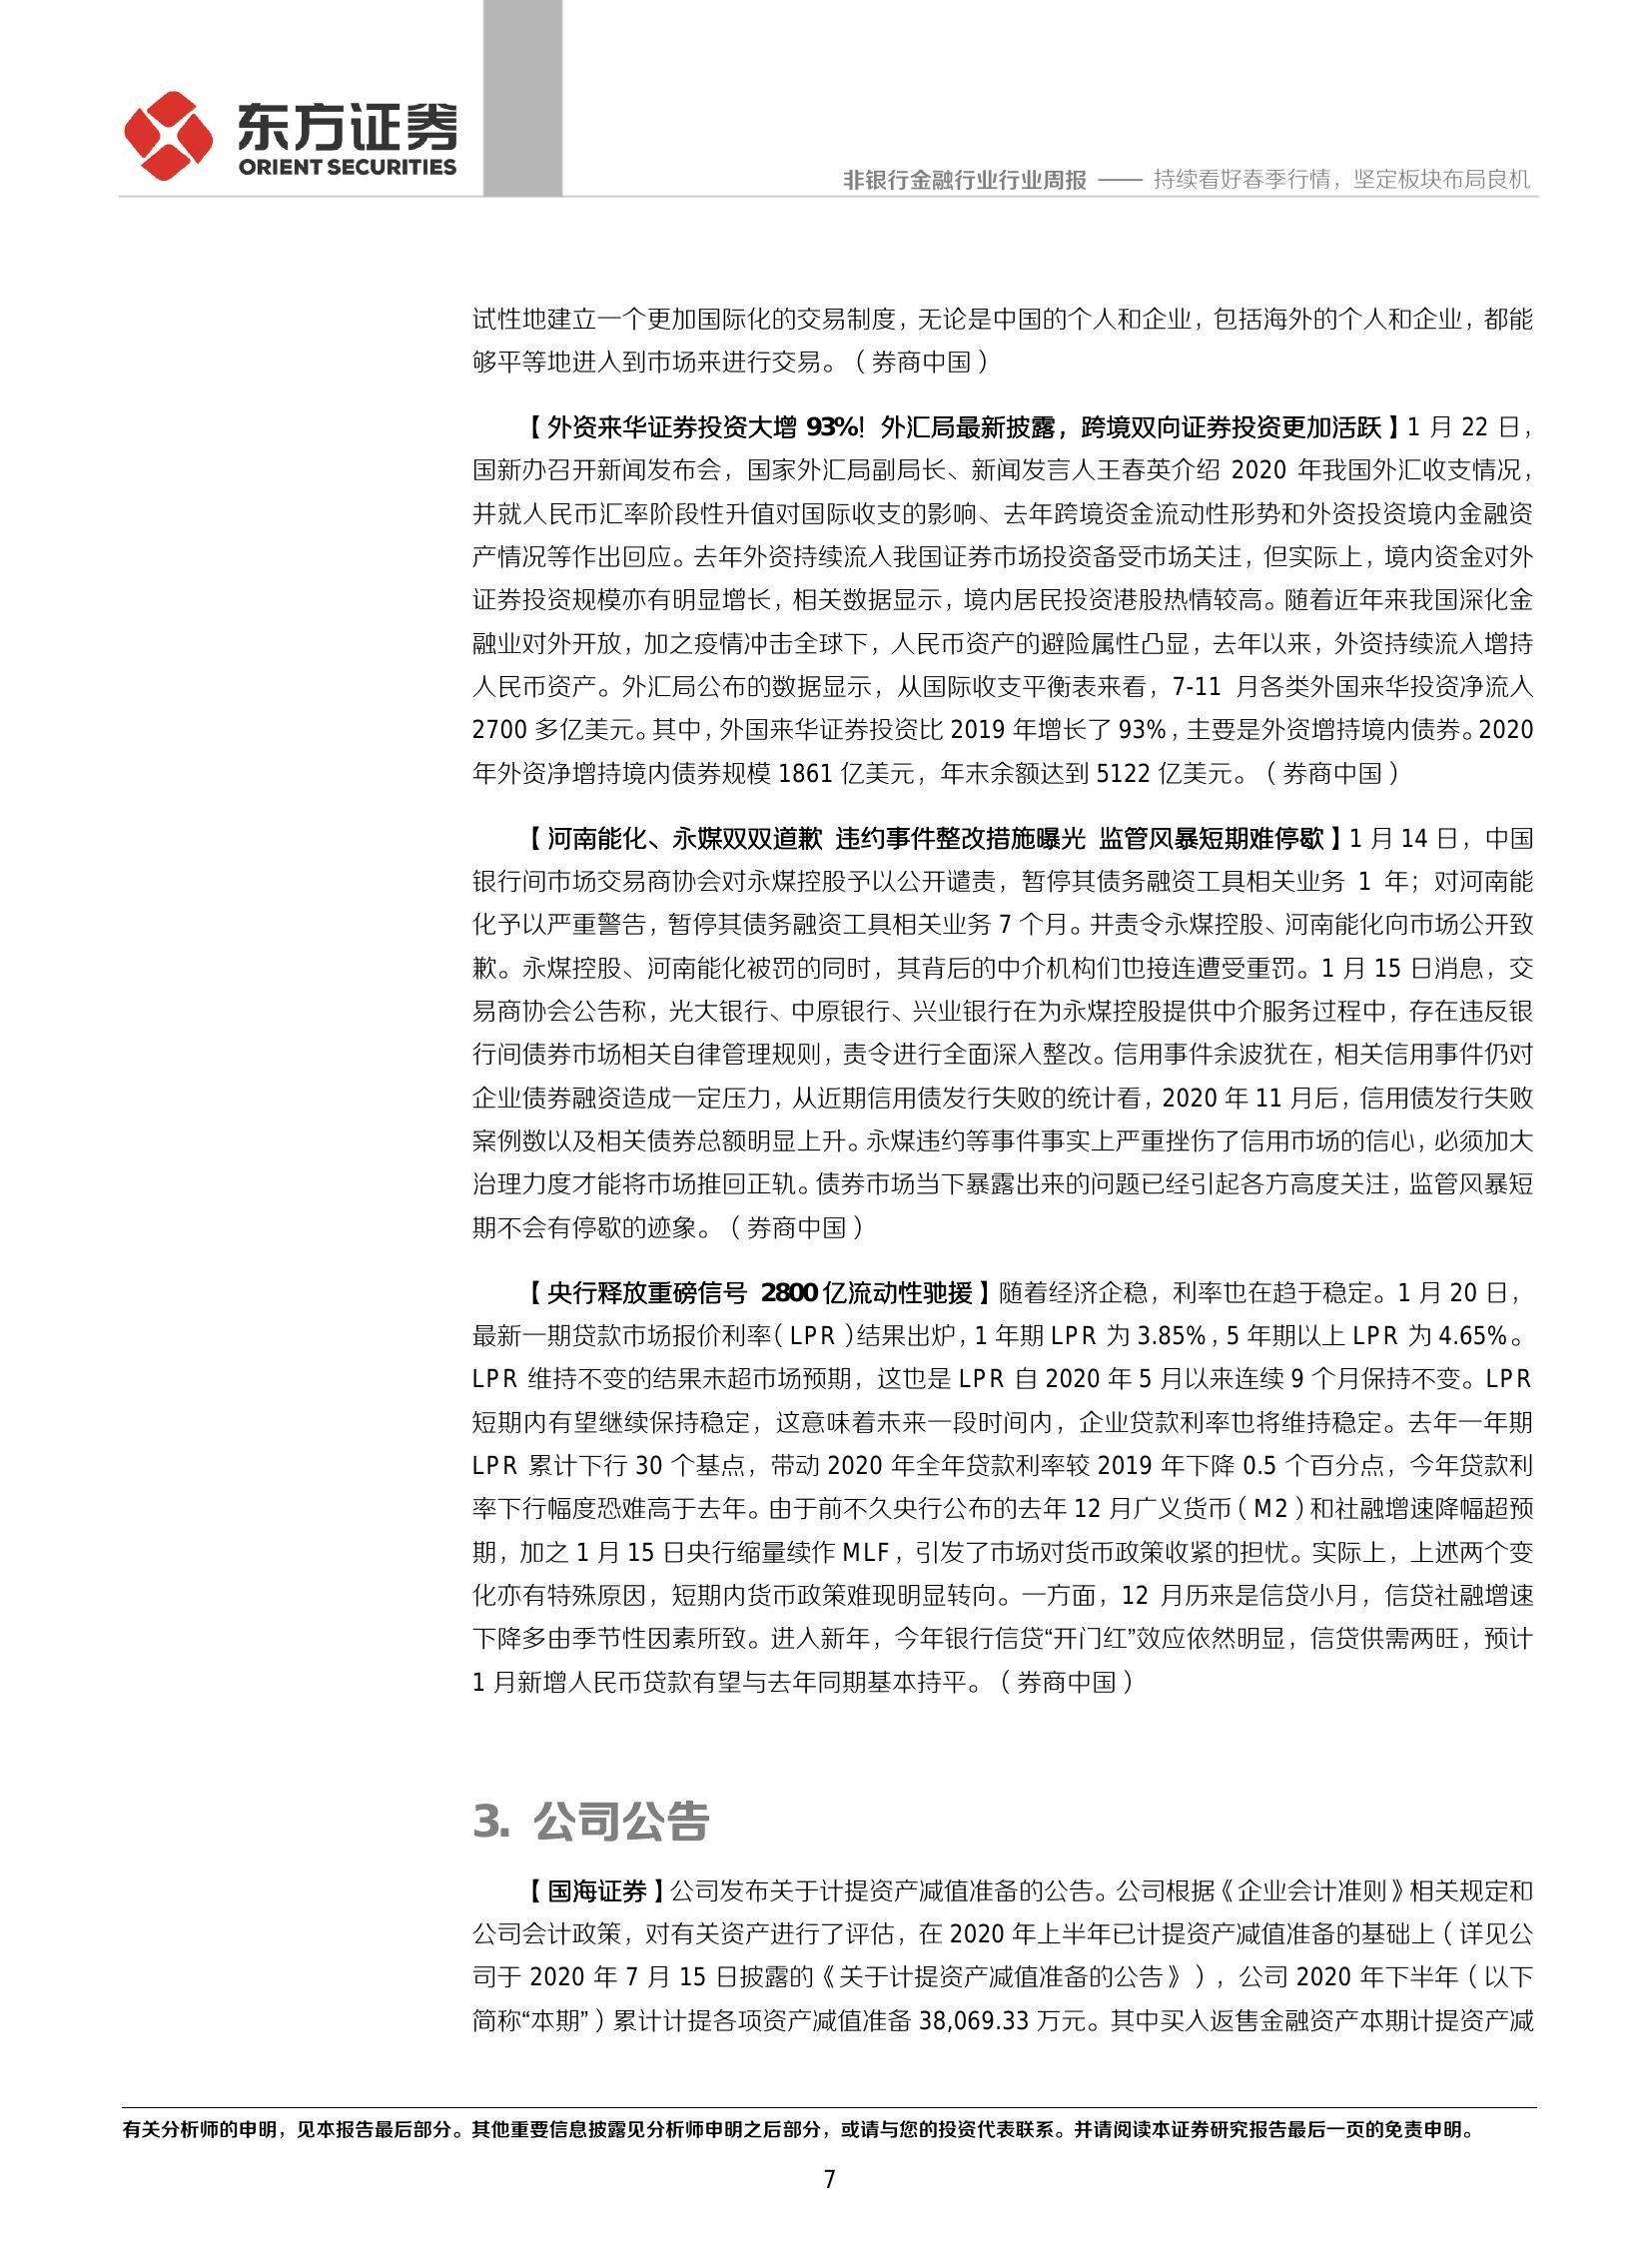 东方证券
ORIENT SECURITIES
非银行金融行业行业周报 —— 持续看好春季行情，坚定板块布局良机
试性地建立一个更加国际化的交易制度，无论是中国的个人和企业，包括海外的个人和企业，都能
够平等地进入到市场来进行交易。（券商中国）
【外资来华证券投资大增 93%！外汇局最新披露，跨境双向证券投资更加活跃】1 月 22 日，
国新办召开新闻发布会，国家外汇局副局长、新闻发言人王春英介绍 2020 年我国外汇收支情况，
并就人民币汇率阶段性升值对国际收支的影响、去年跨境资金流动性形势和外资投资境内金融资
产情况等作出回应。去年外资持续流入我国证券市场投资备受市场关注，但实际上，境内资金对外
证券投资规模亦有明显增长，相关数据显示，境内居民投资港股热情较高。随着近年来我国深化金
融业对外开放，加之疫情冲击全球下，人民币资产的避险属性凸显，去年以来，外资持续流入增持
人民币资产。外汇局公布的数据显示，从国际收支平衡表来看，7-11 月各类外国来华投资净流入
2700 多亿美元。其中，外国来华证券投资比 2019 年增长了 93%，主要是外资增持境内债券。2020
年外资净增持境内债券规模 1861 亿美元，年末余额达到 5122 亿美元。（券商中国）
【河南能化、永媒双双道歉 违约事件整改措施曝光 监管风暴短期难停歇】1 月 14 日，中国
银行间市场交易商协会对永煤控股予以公开谴责，暂停其债务融资工具相关业务 1 年；对河南能
化予以严重警告，暂停其债务融资工具相关业务 7 个月。并责令永煤控股、河南能化向市场公开致
歉。永煤控股、河南能化被罚的同时，其背后的中介机构们也接连遭受重罚。1 月 15 日消息，交
易商协会公告称，光大银行、中原银行、兴业银行在为永煤控股提供中介服务过程中，存在违反银
行间债券市场相关自律管理规则，责令进行全面深入整改。信用事件余波犹在，相关信用事件仍对
企业债券融资造成一定压力，从近期信用债发行失败的统计看，2020 年 11 月后，信用债发行失败
案例数以及相关债券总额明显上升。永煤违约等事件事实上严重挫伤了信用市场的信心，必须加大
治理力度才能将市场推回正轨。债券市场当下暴露出来的问题已经引起各方高度关注，监管风暴短
期不会有停歇的迹象。（券商中国）
【央行释放重磅信号 2800 亿流动性驰援】随着经济企稳，利率也在趋于稳定。1 月 20 日，
最新一期贷款市场报价利率（LPR）结果出炉，1 年期 LPR 为 3.85%，5 年期以上 LPR 为 4.65%。
LPR 维持不变的结果未超市场预期，这也是 LPR 自 2020 年 5 月以来连续 9 个月保持不变。LPR
短期内有望继续保持稳定，这意味着未来一段时间内，企业贷款利率也将维持稳定。去年一年期
LPR 累计下行 30 个基点，带动 2020 年全年贷款利率较 2019 年下降 0.5 个百分点，今年贷款利
率下行幅度恐难高于去年。由于前不久央行公布的去年 12 月广义货币（M2）和社融增速降幅超预
期，加之 1 月 15 日央行缩量续作 MLF，引发了市场对货币政策收紧的担忧。实际上，上述两个变
化亦有特殊原因，短期内货币政策难现明显转向。一方面，12 月历来是信贷小月，信贷社融增速
下降多由季节性因素所致。进入新年，今年银行信贷“开门红”效应依然明显，信贷供需两旺，预计
1 月新增人民币贷款有望与去年同期基本持平。（券商中国）
3. 公司公告
【国海证券】公司发布关于计提资产减值准备的公告。公司根据《企业会计准则》相关规定和
公司会计政策，对有关资产进行了评估，在 2020 年上半年已计提资产减值准备的基础上（详见公
司于 2020 年 7 月 15 日披露的《关于计提资产减值准备的公告》），公司 2020 年下半年（以下
简称“本期”）累计计提各项资产减值准备 38,069.33 万元。其中买入返售金融资产本期计提资产减
有关分析师的申明，见本报告最后部分。其他重要信息披露见分析师申明之后部分，或请与您的投资代表联系。并请阅读本证券研究报告最后一页的免责申明。
7